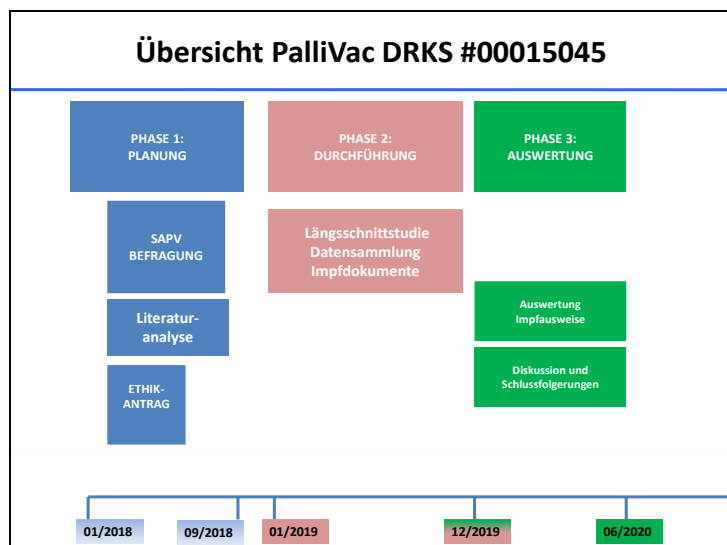 Übersicht PalliVac DRKS #00015045
PHASE 1:
PLANUNG
PHASE 2:
DURCHFÜHRUNG
PHASE 3:
AUSWERTUNG
SAPV
BEFRAGUNG
Längsschnittstudie
Datensammlung
Impfdokumente
Literatur-
analyse
Auswertung
Impfausweise
ETHIK-
ANTRAG
Diskussion und
Schlussfolgerungen
01/2018
09/2018
01/2019
12/2019
06/2020